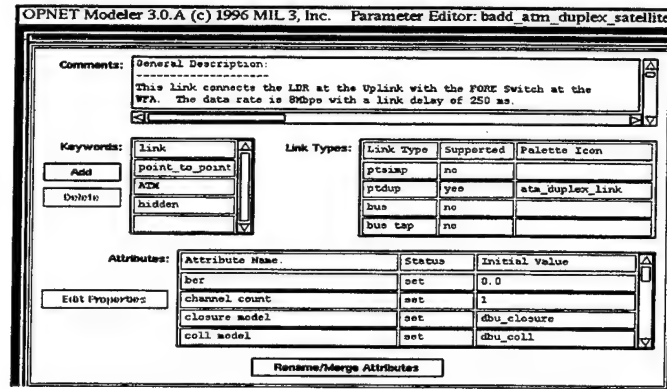 OPNET Modeler 3.0.A (c) 1996 MIL 3, Inc. Parameter Editor: badd_atm_duplex_satellite
Comments:
General Description:
--------------------
This link connects the LDR at the Uplink with the FORE Switch at the
WFA. The data rate is 8Mbps with a link delay of 250 ms.
Keywords:
link
point_to_point
ATM
hidden
Add
Delete
Link Types:
Link Type Supported Palette Icon
ptsimp no
ptdup yes atm_duplex_link
bus no
bus tap no
Attributes:
Attribute Name. Status Initial Value
ber set 0.0
channel count set 1
closure model set dbu_closure
coll model set dbu_coll
Edit Properties
Rename/Merge Attributes